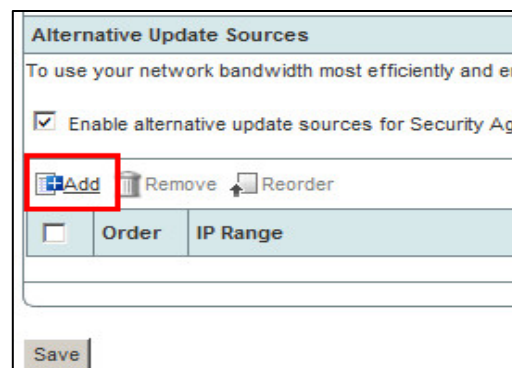 Alternative Update Sources
To use your network bandwidth most efficiently and
Enable alternative update sources for Security
Add Remove Reorder
Order IP Range
Save